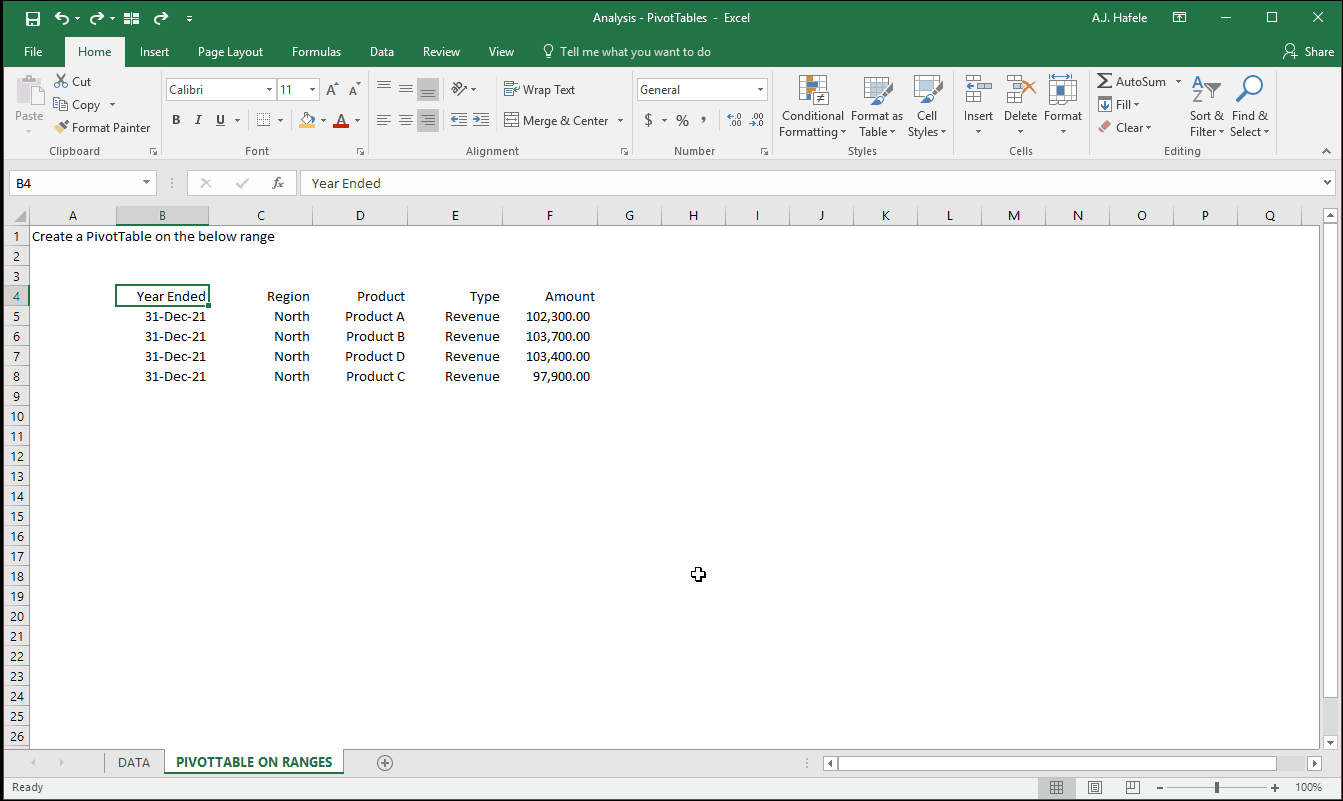 Analysis - PivotTables - Excel
A.J. Hafele
File Home Insert Page Layout Formulas Data Review View Tell me what you want to do Share
Paste
Cut
Copy
Format Painter
Clipboard
Calibri 11
B I U
Font
Wrap Text
Merge & Center
Alignment
General
$ % , .00 .0
Number
Conditional Formatting
Format as Table
Cell Styles
Styles
Insert Delete Format
Cells
AutoSum
Fill
Clear
Sort & Filter
Find & Select
Editing
B4 fx Year Ended
A B C D E F G H I J K L M N O P Q
1 Create a PivotTable on the below range
2
3
4 Year Ended Region Product Type Amount
5 31-Dec-21 North Product A Revenue 102,300.00
6 31-Dec-21 North Product B Revenue 103,700.00
7 31-Dec-21 North Product D Revenue 103,400.00
8 31-Dec-21 North Product C Revenue 97,900.00
9
10
11
12
13
14
15
16
17
18
19
20
21
22
23
24
25
26
DATA PIVOTTABLE ON RANGES
Ready 100%